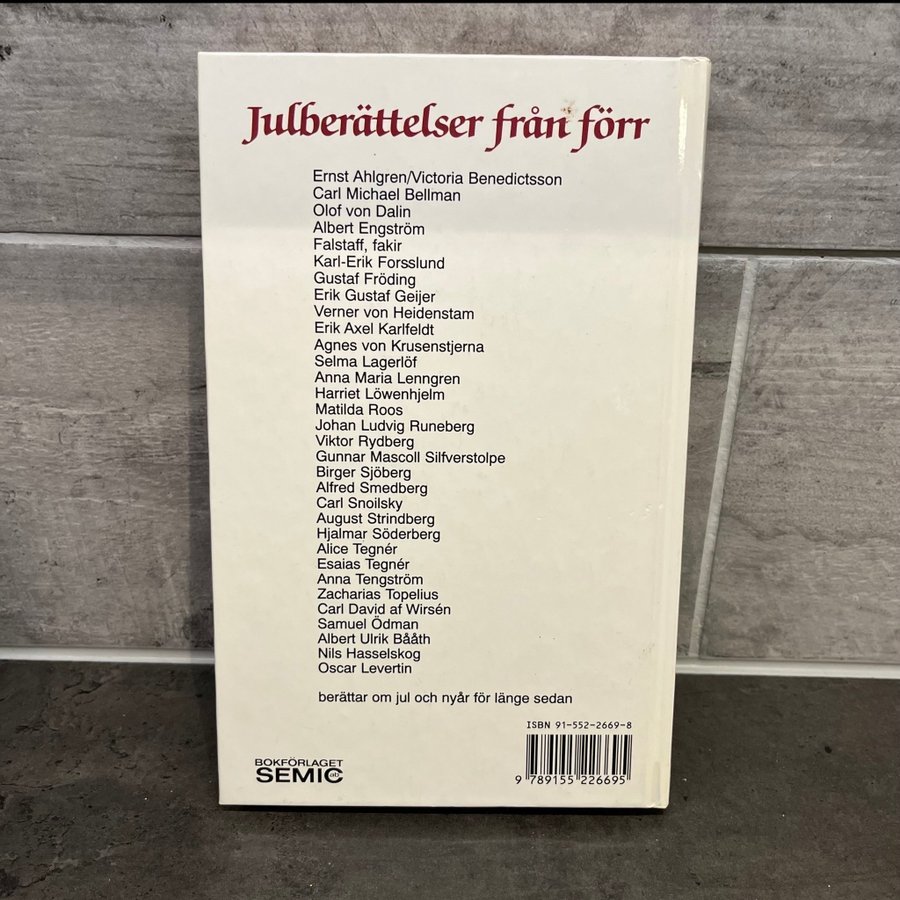 Julberättelser från förr
Ernst Ahlgren/Victoria Benedictsson
Carl Michael Bellman
Olof von Dalin
Albert Engström
Falstaff, fakir
Karl-Erik Forsslund
Gustaf Fröding
Erik Gustaf Geijer
Verner von Heidenstam
Erik Axel Karlfeldt
Agnes von Krusenstjerna
Selma Lagerlöf
Anna Maria Lenngren
Harriet Löwenhjelm
Matilda Roos
Johan Ludvig Runeberg
Viktor Rydberg
Gunnar Mascoll Silfverstolpe
Birger Sjöberg
Alfred Smedberg
Carl Snoilsky
August Strindberg
Hjalmar Söderberg
Alice Tegnér
Esaias Tegnér
Anna Tengström
Zacharias Topelius
Carl David af Wirsén
Samuel Ödman
Albert Ulrik Bååth
Nils Hasselskog
Oscar Levertin
berättar om jul och nyår för länge sedan
ISBN 91-552-2669-8
9 789155 226695
BOKFÖRLAGET
SEMIC ab